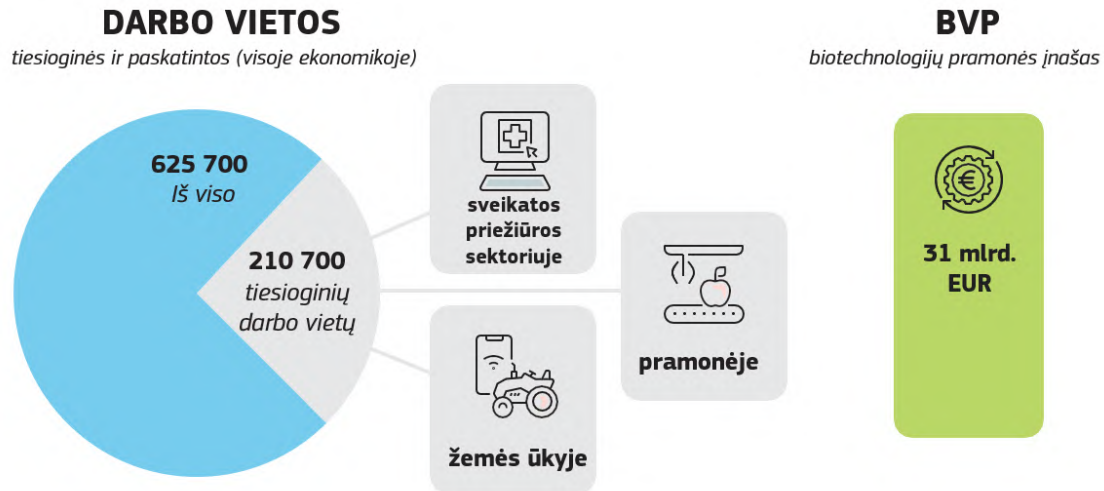 DARBO VIETOS
tiesioginės ir paskatintos (visoje ekonomikoje)
625 700
Iš viso
210 700
tiesioginių
darbo vietų
sveikatos
priežiūros
sektoriuje
pramonėje
žemės ūkyje
BVP
biotechnologijų pramonės įnašas
€
31 mlrd.
EUR